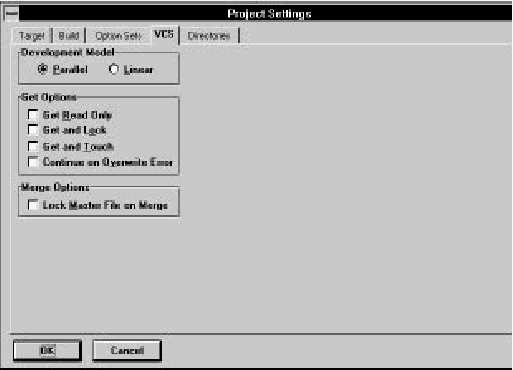 Project Settings
Target Build Option Sets VCS Directories
Development Model
Parallel Linear
Get Options
Get Read Only
Get and Lock
Get and Touch
Continue on Overwrite Error
Merge Options
Lock Master File on Merge
OK Cancel